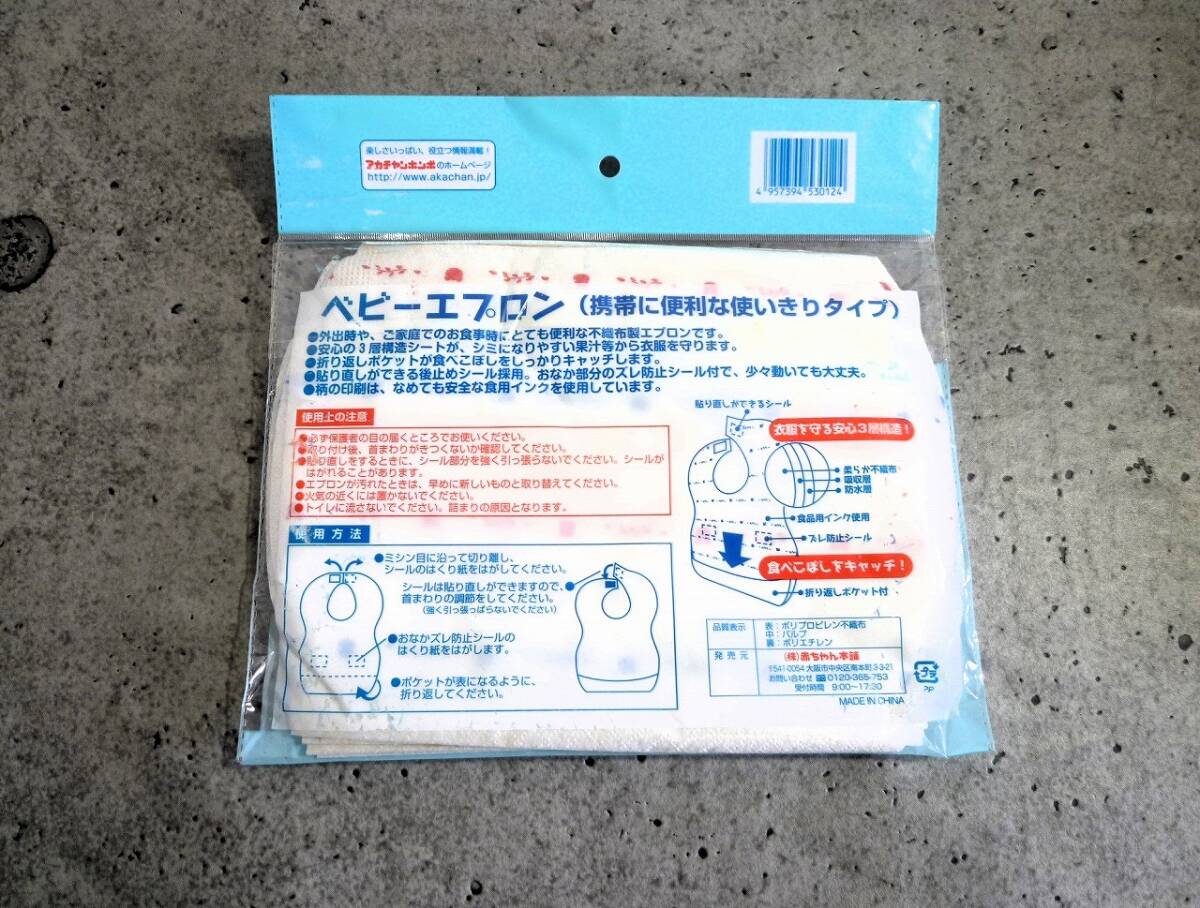 楽しさいっぱい、役立つ情報満載！
アカチャンホンポのホームページ
http://www.akachan.jp/
4 957394 530124
ベビーエプロン（携帯に便利な使いきりタイプ）
●外出時や、ご家庭でのお食事時にとても便利な不織布製エプロンです。
●安心の3層構造シートが、シミになりやすい果汁等から衣服を守ります。
●折り返しポケットが食べこぼしをしっかりキャッチします。
●貼り直しができる後止めシール採用。おなか部分のズレ防止シール付で、少々動いても大丈夫。
●柄の印刷は、なめても安全な食用インクを使用しています。
使用上の注意
●必ず保護者の目の届くところでお使いください。
●取り付け後、首まわりがきつくないか確認してください。
●貼り直しをするときに、シール部分を強く引っ張らないでください。シールが
はがれることがあります。
●エプロンが汚れたときは、早めに新しいものと取り替えてください。
●火気の近くには置かないでください。
●トイレに流さないでください。詰まりの原因となります。
貼り直しができるシール
衣服を守る安心3層構造！
柔らか不織布
吸収層
防水層
食品用インク使用
ズレ防止シール
食べこぼしをキャッチ！
折り返しポケット付
使用方法
●ミシン目に沿って切り離し、
シールのはくり紙をはがしてください。
シールは貼り直しができますので、
首まわりの調節をしてください。
（強く引っ張っぱらないでください）
●おなかズレ防止シールの
はくり紙をはがします。
●ポケットが表になるように、
折り返してください。
品質表示
表：ポリプロピレン不織布
中：パルプ
裏：ポリエチレン
発売元
（株）赤ちゃん本舗
〒541-0054 大阪市中央区南本町3-3-21
お問い合わせ 0120-365-753
受付時間 9:00〜17:30
プラ
PP
MADE IN CHINA